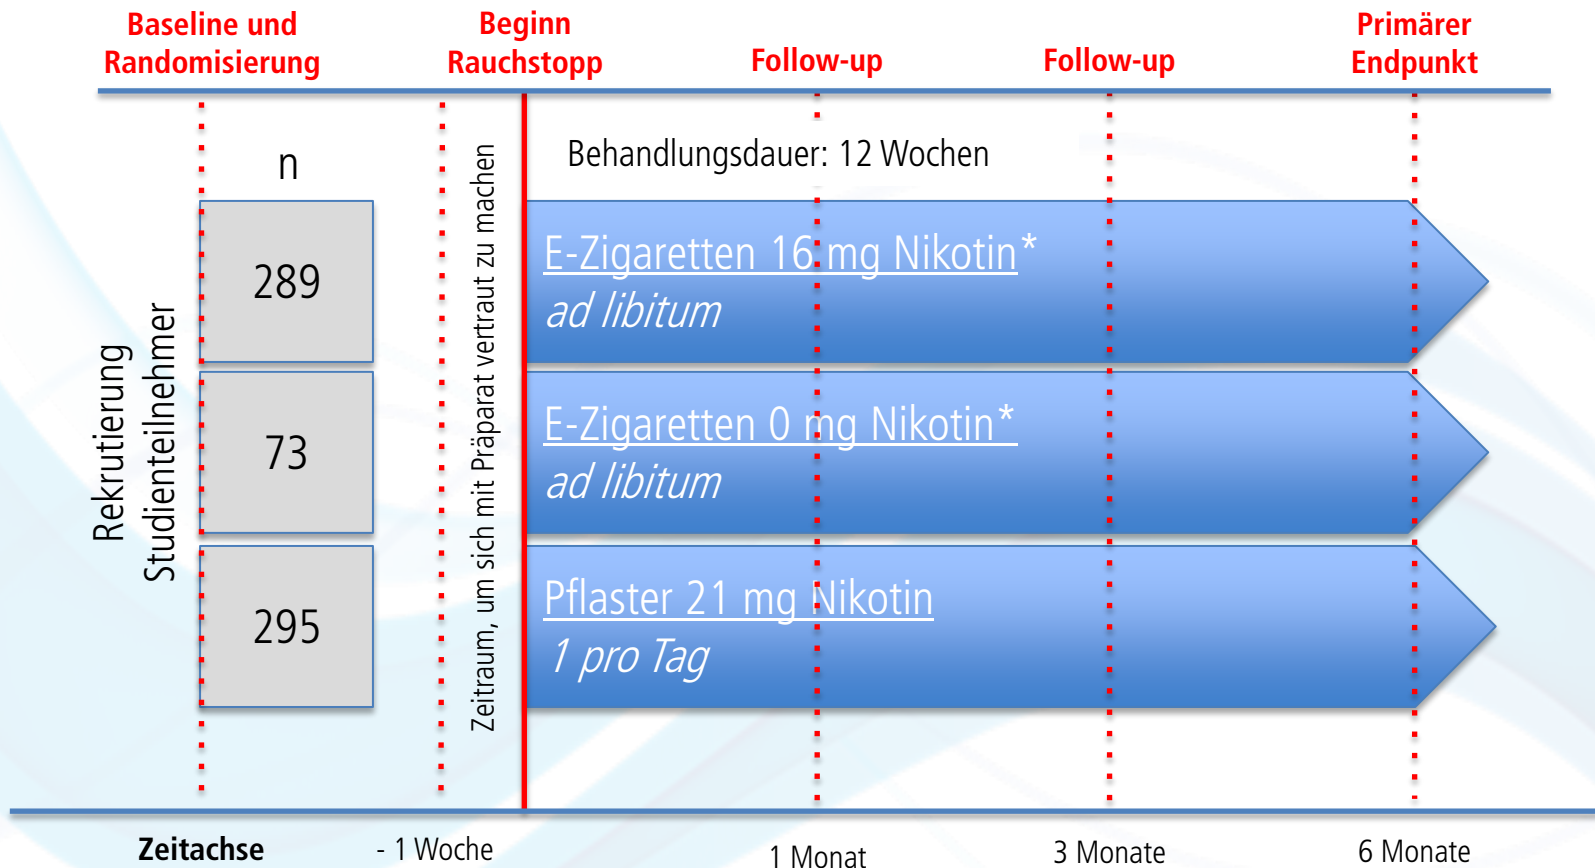 Baseline und
Randomisierung
Beginn
Rauchstopp
Follow-up
Follow-up
Primärer
Endpunkt
n
Behandlungsdauer: 12 Wochen
Rekrutierung
Studienteilnehmer
Zeitraum, um sich mit Präparat vertraut zu machen
289
E-Zigaretten 16 mg Nikotin*
ad libitum
73
E-Zigaretten 0 mg Nikotin*
ad libitum
295
Pflaster 21 mg Nikotin
1 pro Tag
Zeitachse
- 1 Woche
1 Monat
3 Monate
6 Monate